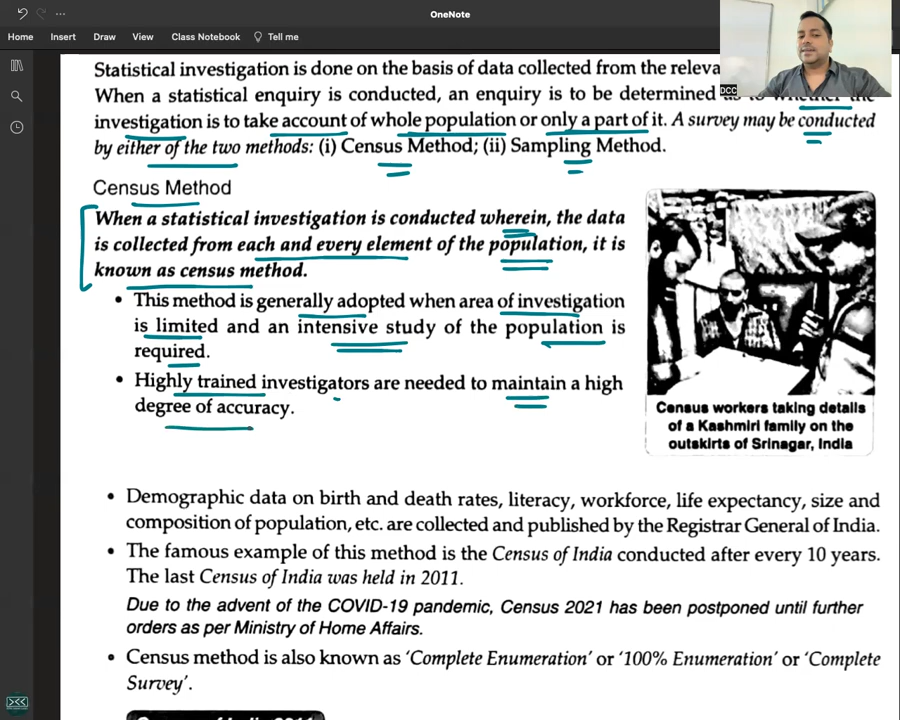 OneNote
Home Insert Draw View Class Notebook Tell me
Statistical investigation is done on the basis of data collected from the releva
When a statistical enquiry is conducted, an enquiry is to be determined as to whether the
investigation is to take account of whole population or only a part of it. A survey may be conducted
by either of the two methods: (i) Census Method; (ii) Sampling Method.
Census Method
When a statistical investigation is conducted wherein, the data
is collected from each and every element of the population, it is
known as census method.
• This method is generally adopted when area of investigation
is limited and an intensive study of the population is
required.
• Highly trained investigators are needed to maintain a high
degree of accuracy.
Census workers taking details
of a Kashmiri family on the
outskirts of Srinagar, India
• Demographic data on birth and death rates, literacy, workforce, life expectancy, size and
composition of population, etc. are collected and published by the Registrar General of India.
• The famous example of this method is the Census of India conducted after every 10 years.
The last Census of India was held in 2011.
Due to the advent of the COVID-19 pandemic, Census 2021 has been postponed until further
orders as per Ministry of Home Affairs.
• Census method is also known as 'Complete Enumeration' or '100% Enumeration' or 'Complete
Survey'.
DCC